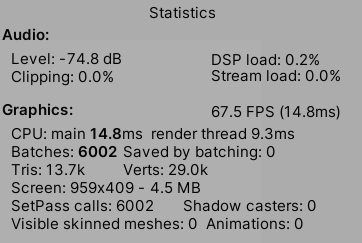 Statistics
Audio:
Level: -74.8 dB DSP load: 0.2%
Clipping: 0.0% Stream load: 0.0%
Graphics: 67.5 FPS (14.8ms)
CPU: main 14.8ms render thread 9.3ms
Batches: 6002 Saved by batching: 0
Tris: 13.7k Verts: 29.0k
Screen: 959x409 - 4.5 MB
SetPass calls: 6002 Shadow casters: 0
Visible skinned meshes: 0 Animations: 0